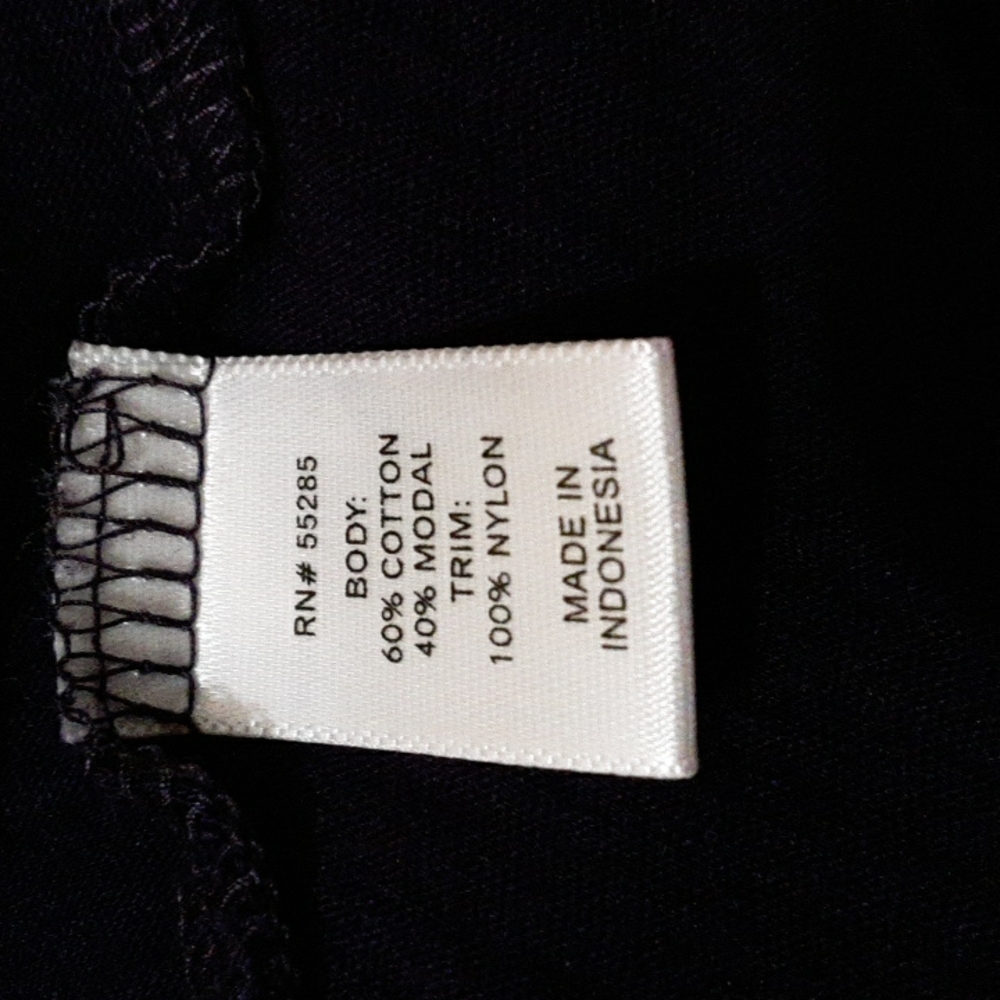 RN# 55285
BODY:
60% COTTON
40% MODAL
TRIM:
100% NYLON
MADE IN
INDONESIA